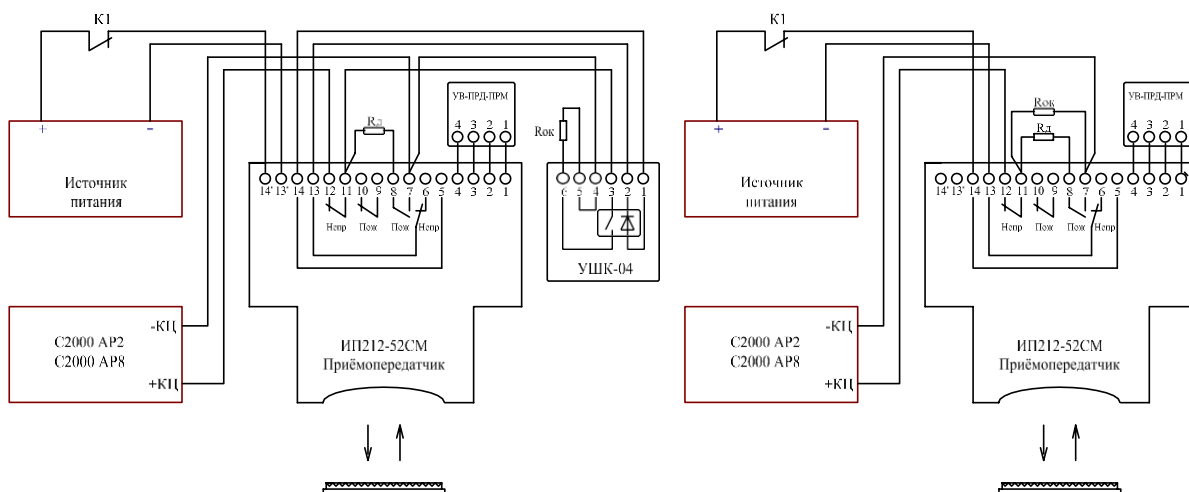 К1
УВ-ПРД-ПРМ
4 3 2 1
Rд
Rок
+ -
Источник
питания
14' 13' 14 13 12 11 10 9 8 7 6 5 4 3 2 1
Непр Пож Пож Непр
6 5 4 3 2 1
УШК-04
-КЦ
С2000 АР2
С2000 АР8
+КЦ
ИП212-52СМ
Приёмопередатчик
К1
УВ-ПРД-ПРМ
4 3 2 1
Rок
Rд
+ -
Источник
питания
14' 13' 14 13 12 11 10 9 8 7 6 5 4 3 2 1
Непр Пож Пож Непр
-КЦ
С2000 АР2
С2000 АР8
+КЦ
ИП212-52СМ
Приёмопередатчик